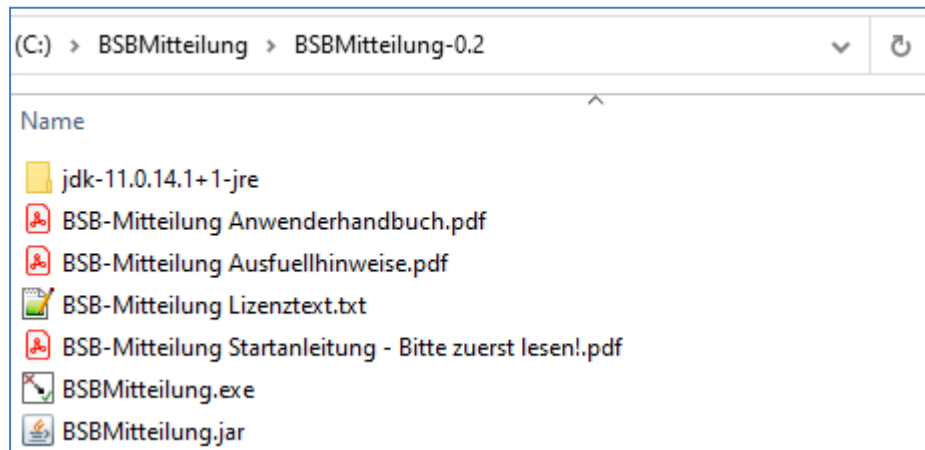 (C:) > BSBMitteilung > BSBMitteilung-0.2
Name
jdk-11.0.14.1+1-jre
BSB-Mitteilung Anwenderhandbuch.pdf
BSB-Mitteilung Ausfuellhinweise.pdf
BSB-Mitteilung Lizenztext.txt
BSB-Mitteilung Startanleitung - Bitte zuerst lesen!.pdf
BSBMitteilung.exe
BSBMitteilung.jar